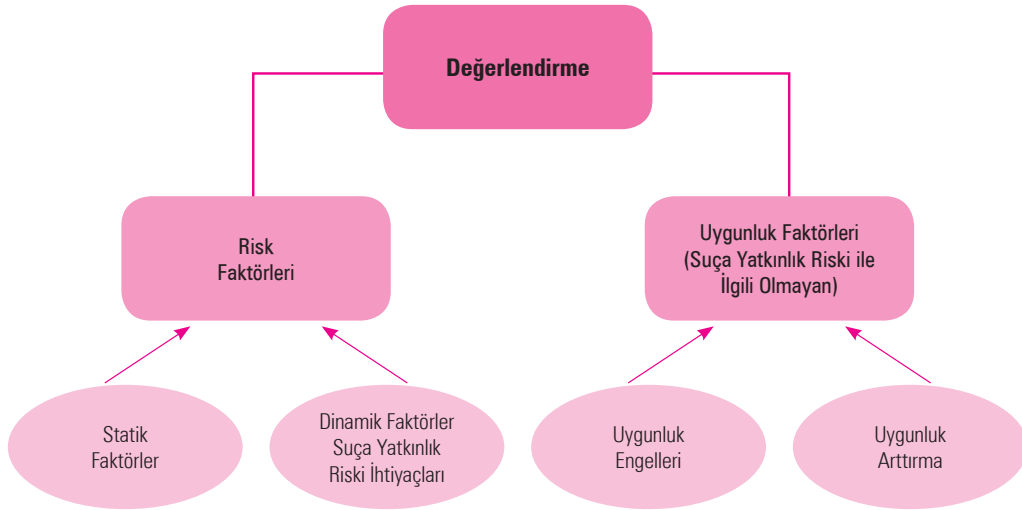 Değerlendirme
Risk
Faktörleri
Uygunluk Faktörleri
(Suça Yatkınlık Riski ile
İlgili Olmayan)
Statik
Faktörler
Dinamik Faktörler
Suça Yatkınlık
Riski İhtiyaçları
Uygunluk
Engelleri
Uygunluk
Arttırma